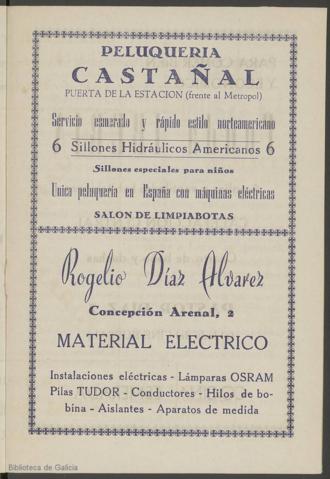 PELUQUERIA
CASTAÑAL
PUERTA DE LA ESTACION (frente al Metropol)
Servicio esmerado y rápido estilo norteamericano
6 Sillones Hidráulicos Americanos 6
Sillones especiales para niños
Unica peluquería en España con máquinas eléctricas
SALON DE LIMPIABOTAS
Rogelio Díaz Alvarez
Concepción Arenal, 2
MATERIAL ELECTRICO
Instalaciones eléctricas - Lámparas OSRAM
Pilas TUDOR - Conductores - Hilos de bo-
bina - Aislantes - Aparatos de medida
Biblioteca de Galicia